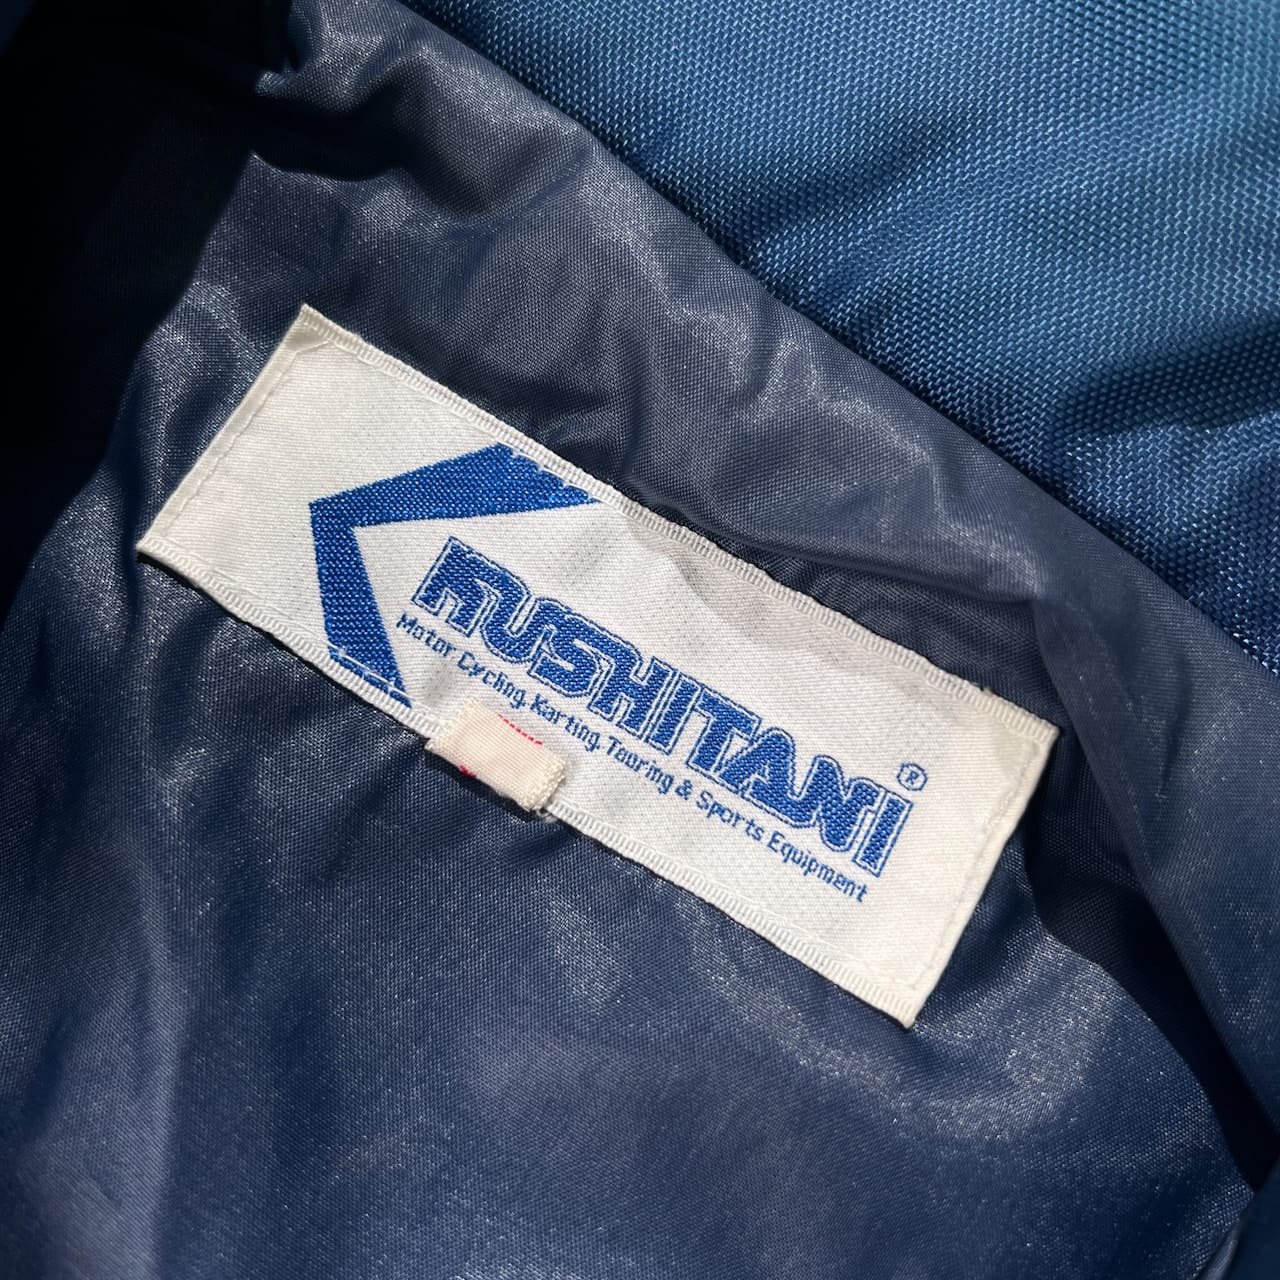 KUSHITANI®
Motor Cycling, Karting, Touring & Sports Equipment